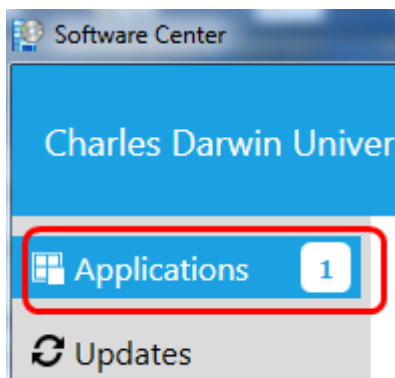 Software Center
Charles Darwin Univer
Applications 1
Updates